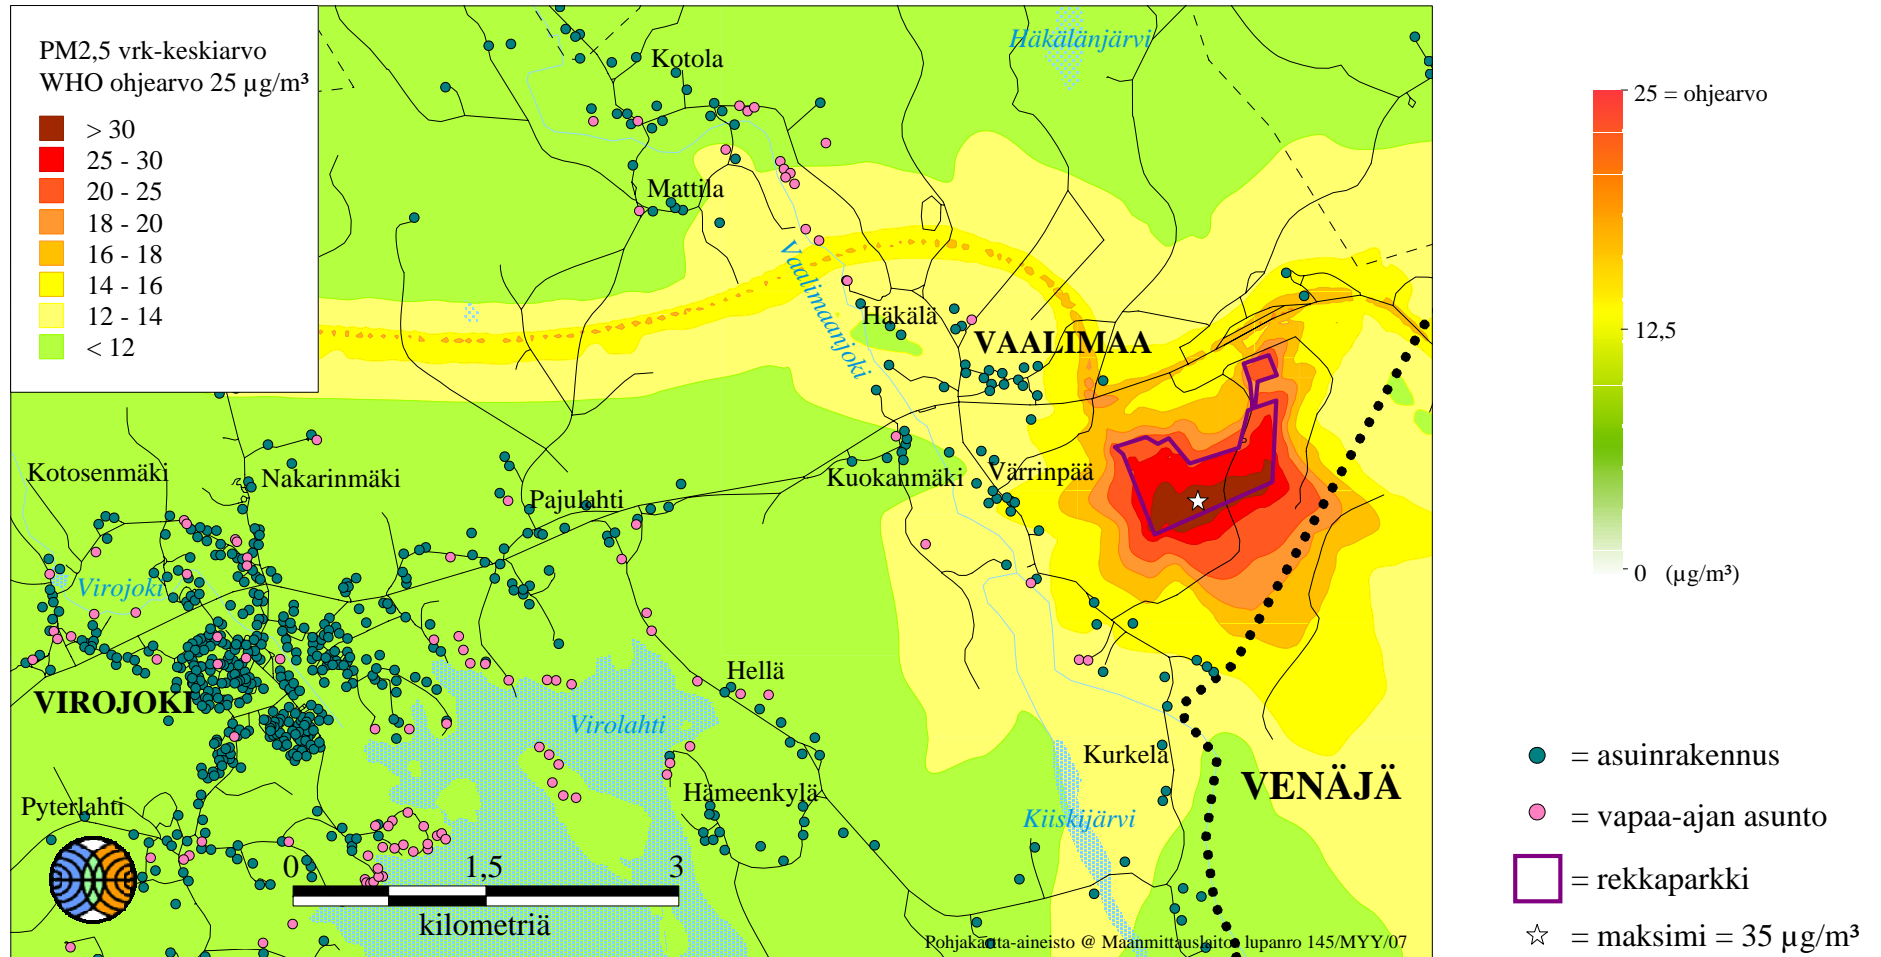 PM2,5 vrk-keskiarvo
WHO ohjearvo 25 µg/m³
> 30
25 - 30
20 - 25
18 - 20
16 - 18
14 - 16
12 - 14
< 12
Kotola
Häkälänjärvi
Mattila
Vaalimaanjoki
Häkälä
VAALIMAA
Kotosenmäki
Nakarinmäki
Pajulahti
Kuokanmäki
Värrinpää
Virojoki
VIROJOKI
Hellä
Virolahti
Kurkela
VENÄJÄ
Pyterlahti
Hämeenkylä
Kiiskijärvi
0 1,5 3
kilometriä
Pohjakartta-aineisto @ Maanmittauslaitos lupanro 145/MYY/07
25 = ohjearvo
12,5
0 (µg/m³)
= asuinrakennus
= vapaa-ajan asunto
= rekkaparkki
= maksimi = 35 µg/m³